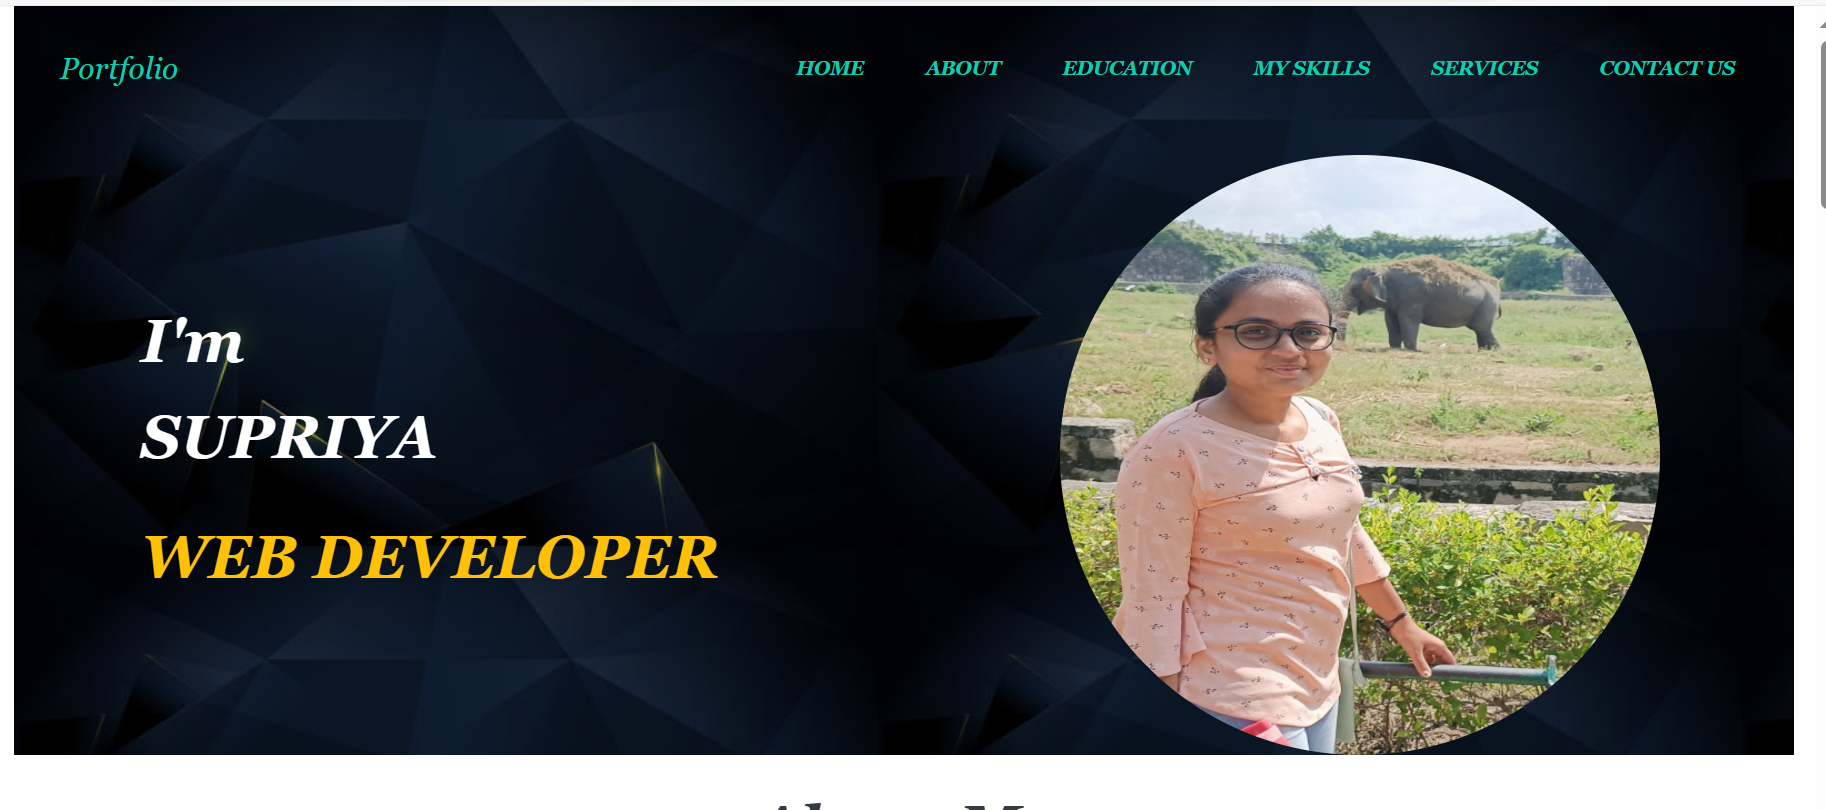 Portfolio
HOME ABOUT EDUCATION MY SKILLS SERVICES CONTACT US
I'm
SUPRIYA
WEB DEVELOPER